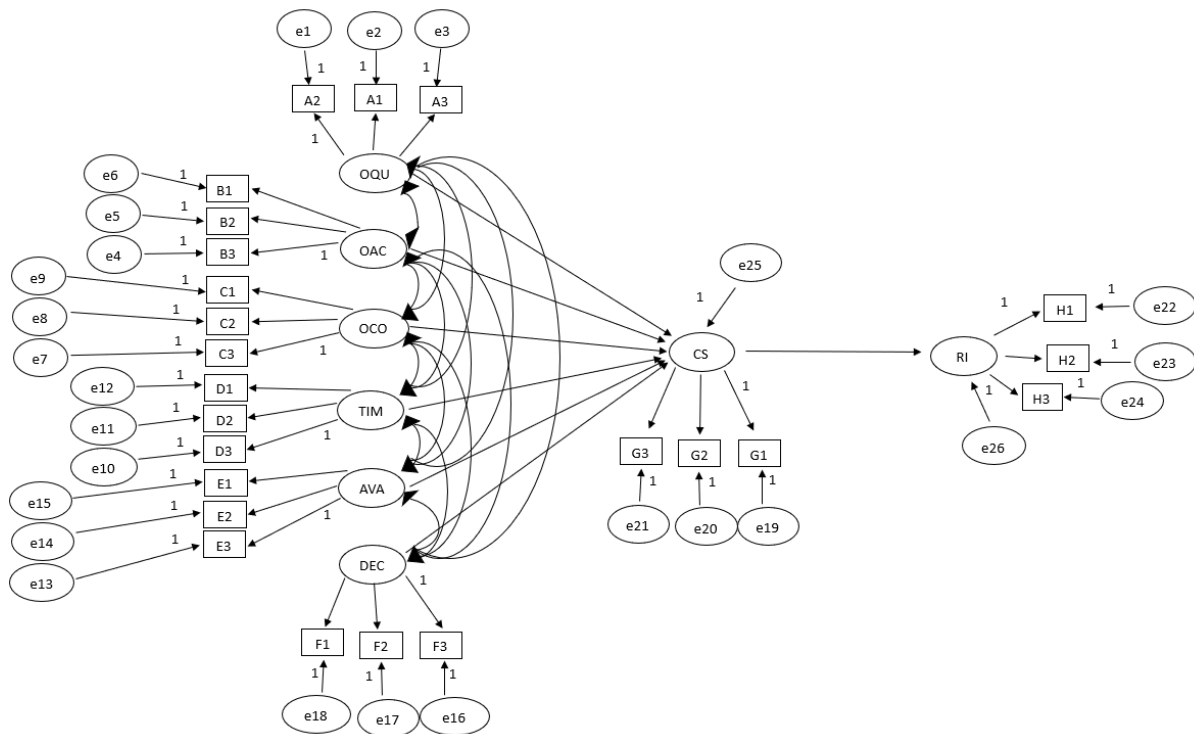 e1
e2
e3
1
1
1
A2
A1
A3
1
OQU
e6
1
B1
e5
1
B2
e4
1
B3
1
OAC
e9
1
C1
e8
1
C2
e7
1
C3
1
OCO
e12
1
D1
e11
1
D2
e10
1
D3
1
TIM
e15
1
E1
e14
1
E2
e13
1
E3
1
AVA
DEC
1
F1
F2
F3
1
1
1
e18
e17
e16
e25
1
CS
1
G3
G2
G1
1
1
1
e21
e20
e19
RI
1
H1
1
e22
H2
1
e23
1
H3
1
e24
e26